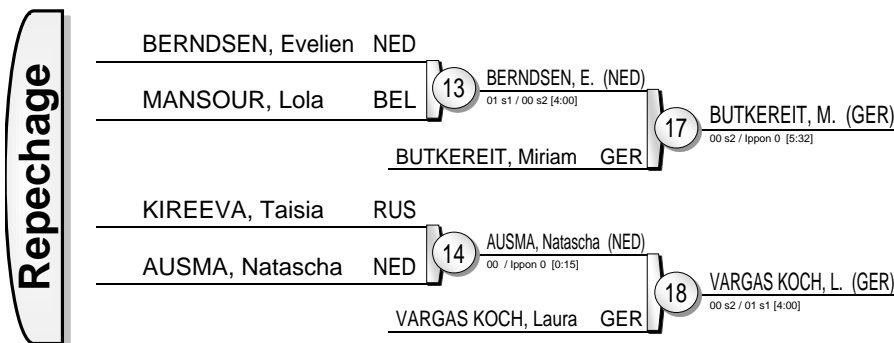 Repechage
BERNDSEN, Evelien NED
MANSOUR, Lola BEL
13
BERNDSEN, E. (NED)
01 s1 / 00 s2 [4:00]
BUTKEREIT, Miriam GER
17
BUTKEREIT, M. (GER)
00 s2 / Ippon 0 [5:32]
KIREEVA, Taisia RUS
AUSMA, Natascha NED
14
AUSMA, Natascha (NED)
00 / Ippon 0 [0:15]
VARGAS KOCH, Laura GER
18
VARGAS KOCH, L. (GER)
00 s2 / 01 s1 [4:00]